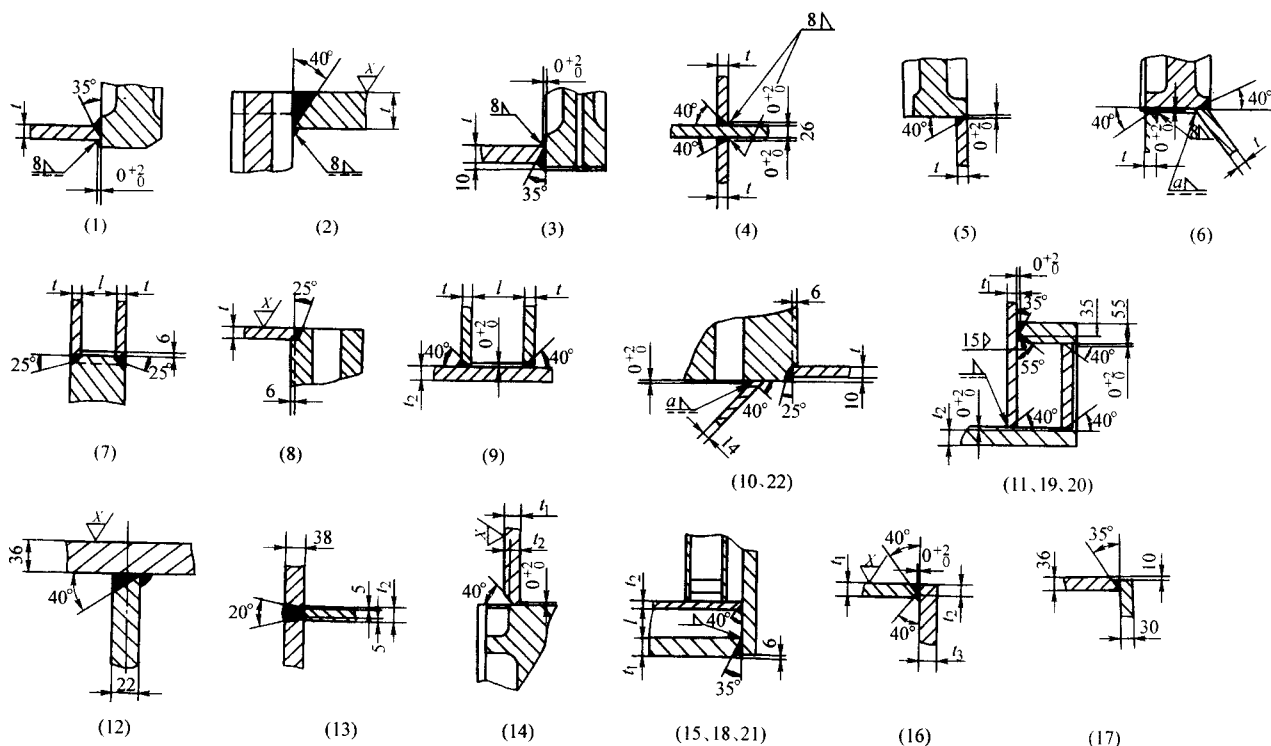 35°
t
8
0+2 0
(1)
40°
X
t
8
8
(2)
0+2 0
8
t
10
35°
(3)
8
t
40°
0+2 0
40°
26
0+2 0
t
(4)
40°
0+2 0
t
(5)
40°
40°
0+2 0
8
t
a
t
(6)
t l t
6
25° 25°
(7)
X
25°
t
6
(8)
t l t
0+2 0
40° 40°
t2
(9)
6
0+2 0
t
a
40°
25°
10
14
(10、22)
0+2 0
t1
35°
35
55
15
55°
40°
0+2 0
t2
0+2 0
40°
40°
(11、19、20)
X
36
40°
22
(12)
38
20°
5
t2
5
(13)
t1
X
t2
0+2 0
40°
(14)
t2
l
40°
t1
6
35°
(15、18、21)
40°
0+2 0
X
t1
t2
40°
t3
(16)
35°
10
36
30
(17)